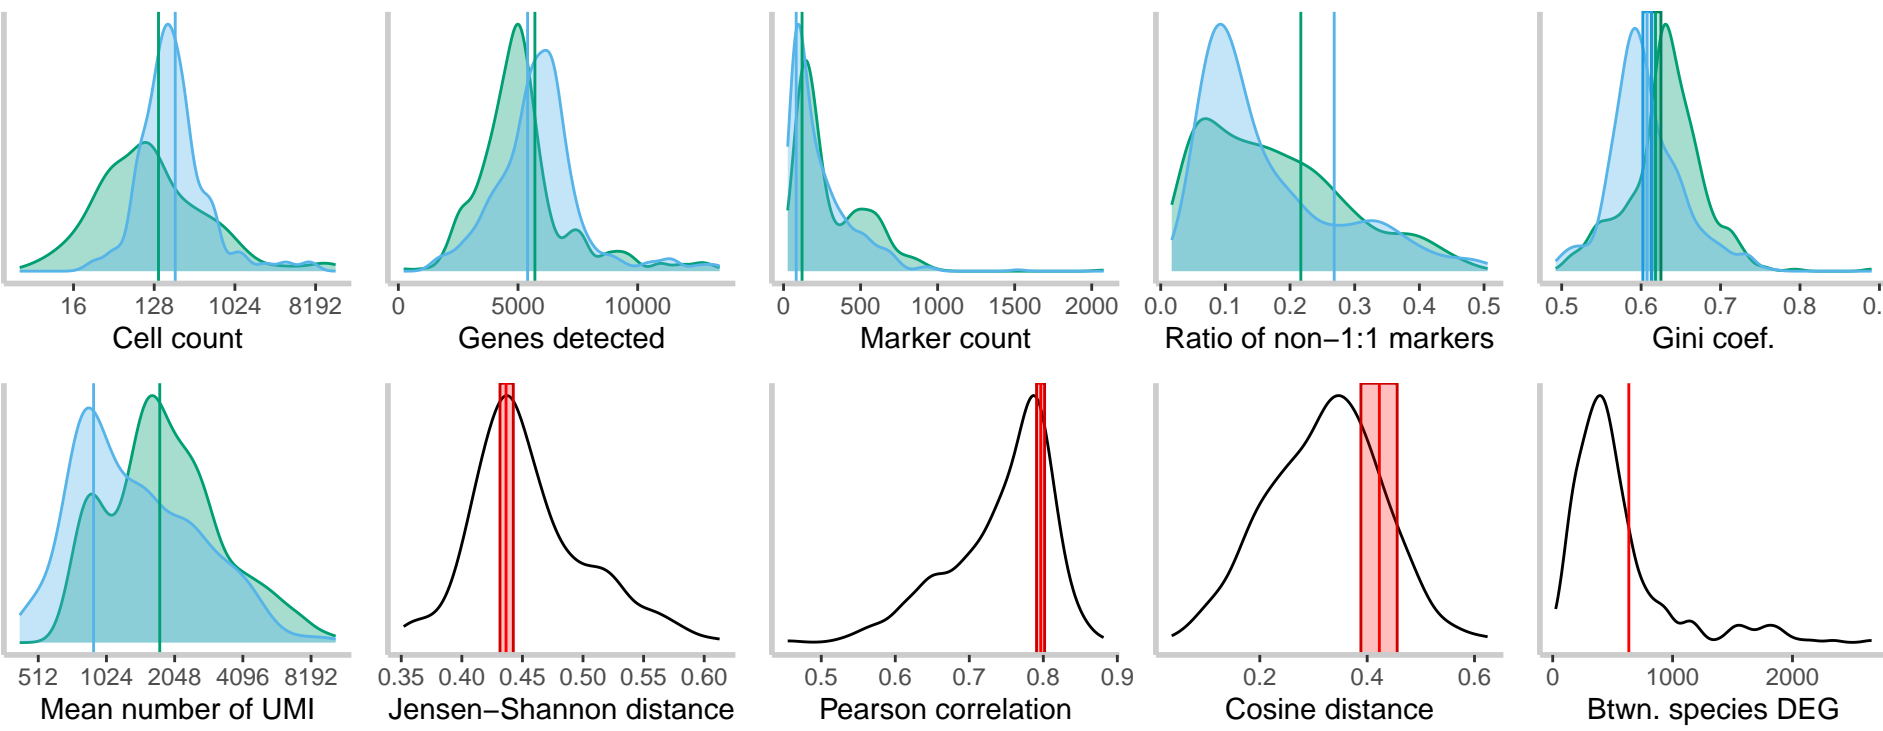 16 128 1024 8192
Cell count
0 5000 10000
Genes detected
0 500 1000 1500 2000
Marker count
0.0 0.1 0.2 0.3 0.4 0.5
Ratio of non−1:1 markers
0.5 0.6 0.7 0.8 0.
Gini coef.
512 1024 2048 4096 8192
Mean number of UMI
0.35 0.40 0.45 0.50 0.55 0.60
Jensen−Shannon distance
0.5 0.6 0.7 0.8 0.9
Pearson correlation
0.2 0.4 0.6
Cosine distance
0 1000 2000
Btwn. species DEG